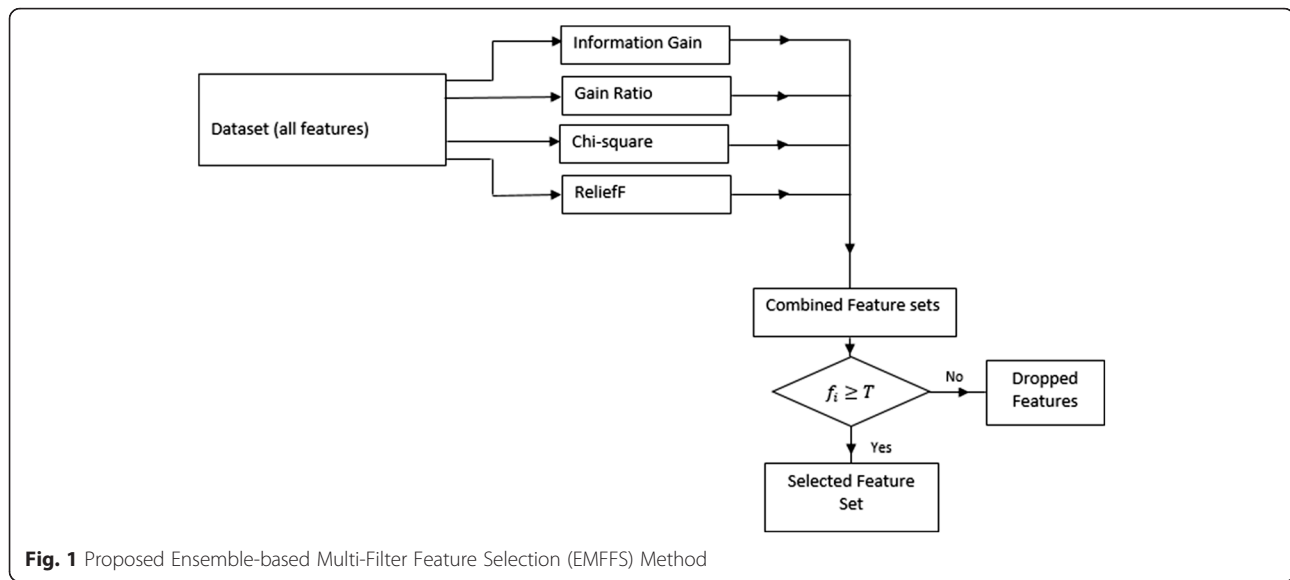 Information Gain
Gain Ratio
Dataset (all features)
Chi-square
ReliefF
Combined Feature sets
f_i ≥ T
No
Dropped
Features
Yes
Selected Feature
Set
Fig. 1 Proposed Ensemble-based Multi-Filter Feature Selection (EMFFS) Method